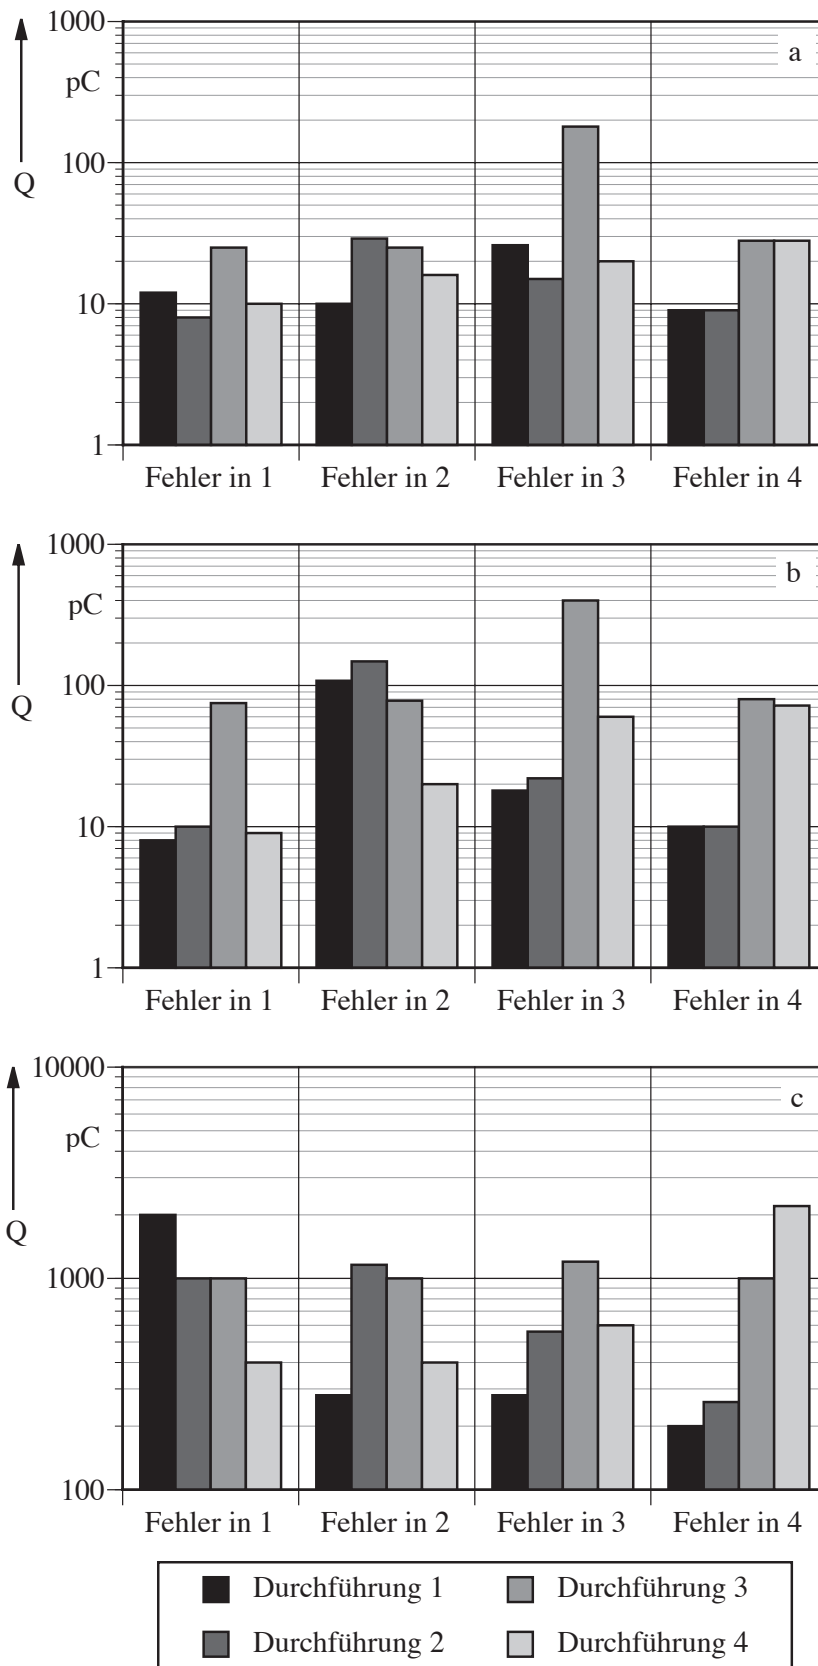 1000
a
pC
100
Q
10
1
Fehler in 1 Fehler in 2 Fehler in 3 Fehler in 4
1000
b
pC
100
Q
10
1
Fehler in 1 Fehler in 2 Fehler in 3 Fehler in 4
10000
c
pC
Q
1000
100
Fehler in 1 Fehler in 2 Fehler in 3 Fehler in 4
Durchführung 1 Durchführung 3
Durchführung 2 Durchführung 4